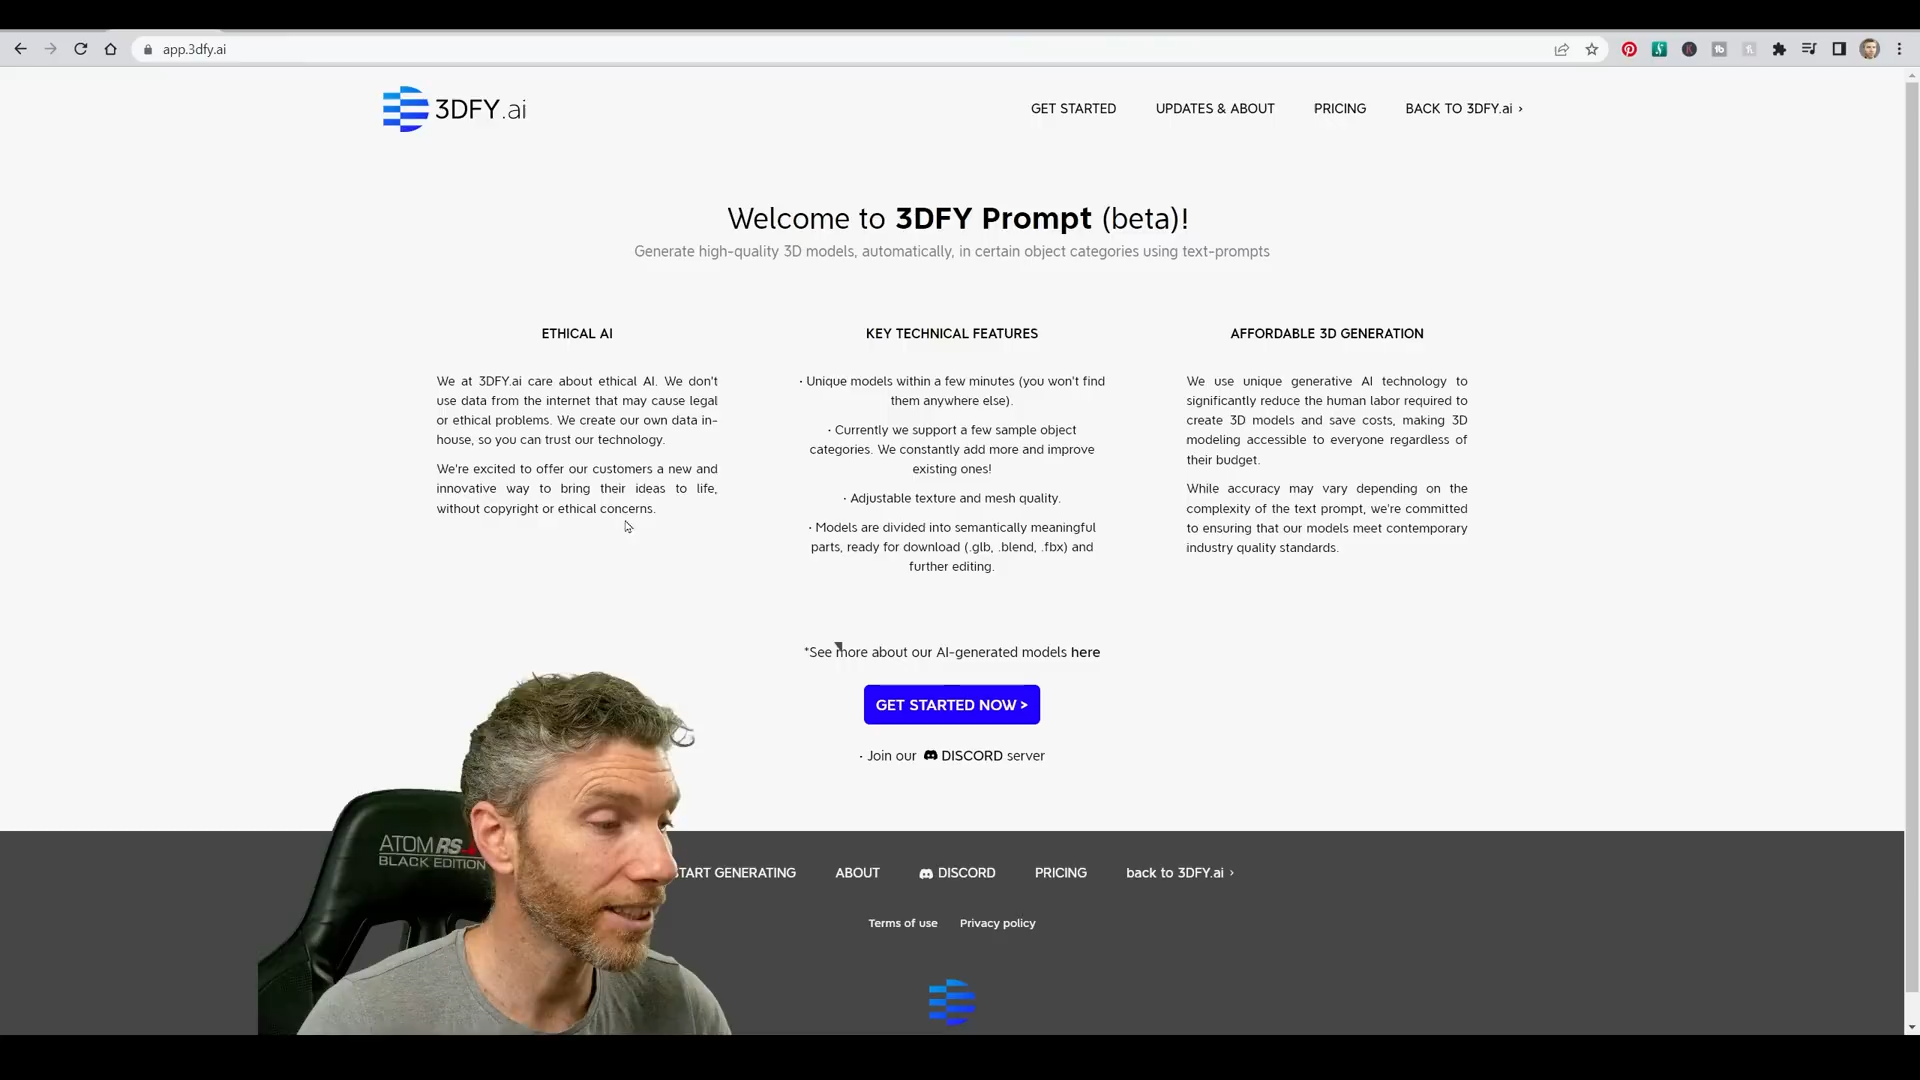 app.3dfy.ai
3DFY.ai
GET STARTED
UPDATES & ABOUT
PRICING
BACK TO 3DFY.ai ›
Welcome to 3DFY Prompt (beta)!
Generate high-quality 3D models, automatically, in certain object categories using text-prompts
ETHICAL AI
We at 3DFY.ai care about ethical AI. We don't
use data from the internet that may cause legal
or ethical problems. We create our own data in-
house, so you can trust our technology.
We're excited to offer our customers a new and
innovative way to bring their ideas to life,
without copyright or ethical concerns.
KEY TECHNICAL FEATURES
· Unique models within a few minutes (you won't find
them anywhere else).
· Currently we support a few sample object
categories. We constantly add more and improve
existing ones!
· Adjustable texture and mesh quality.
· Models are divided into semantically meaningful
parts, ready for download (.glb, .blend, .fbx) and
further editing.
AFFORDABLE 3D GENERATION
We use unique generative AI technology to
significantly reduce the human labor required to
create 3D models and save costs, making 3D
modeling accessible to everyone regardless of
their budget.
While accuracy may vary depending on the
complexity of the text prompt, we're committed
to ensuring that our models meet contemporary
industry quality standards.
*See more about our AI-generated models here
GET STARTED NOW >
· Join our DISCORD server
ATOM RS
BLACK EDITION
TART GENERATING
ABOUT
DISCORD
PRICING
back to 3DFY.ai ›
Terms of use
Privacy policy